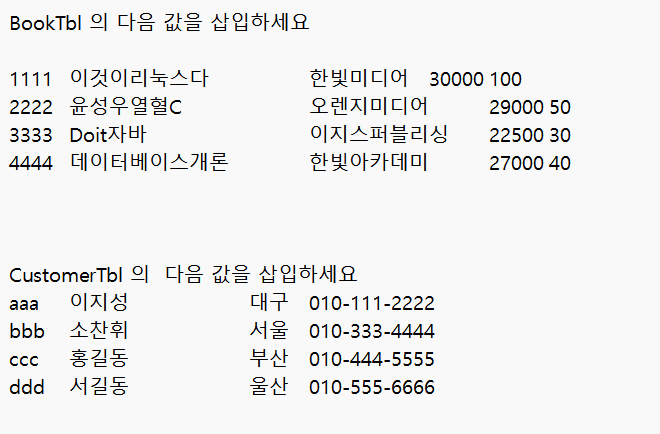 BookTbl 의 다음 값을 삽입하세요
1111 이것이리눅스다 한빛미디어 30000 100
2222 윤성우열혈C 오렌지미디어 29000 50
3333 Doit자바 이지스퍼블리싱 22500 30
4444 데이터베이스개론 한빛아카데미 27000 40
CustomerTbl 의 다음 값을 삽입하세요
aaa 이지성 대구 010-111-2222
bbb 소찬휘 서울 010-333-4444
ccc 홍길동 부산 010-444-5555
ddd 서길동 울산 010-555-6666